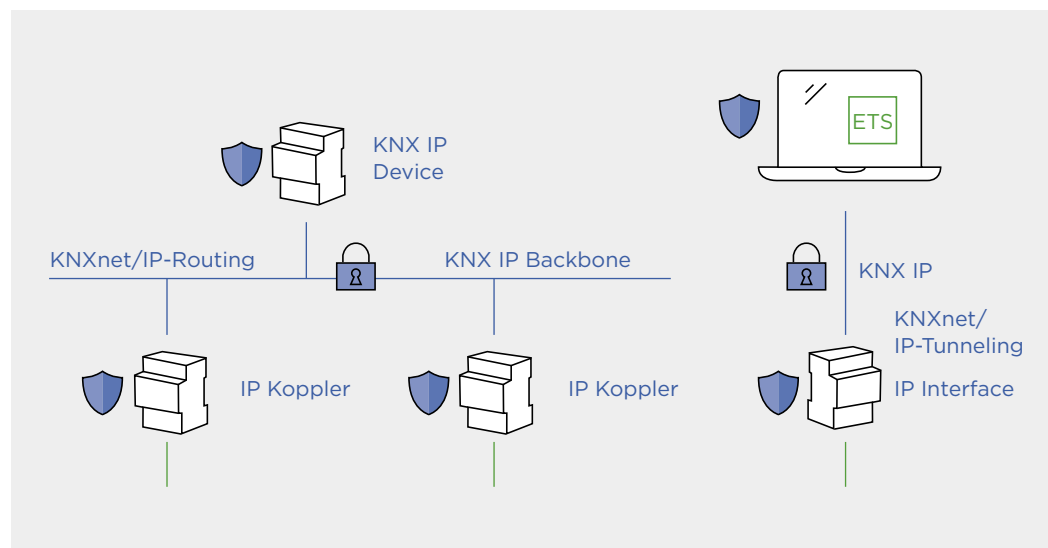 ETS
KNX IP
Device
KNXnet/IP-Routing
KNX IP Backbone
KNX IP
KNXnet/
IP-Tunneling
IP Koppler
IP Koppler
IP Interface